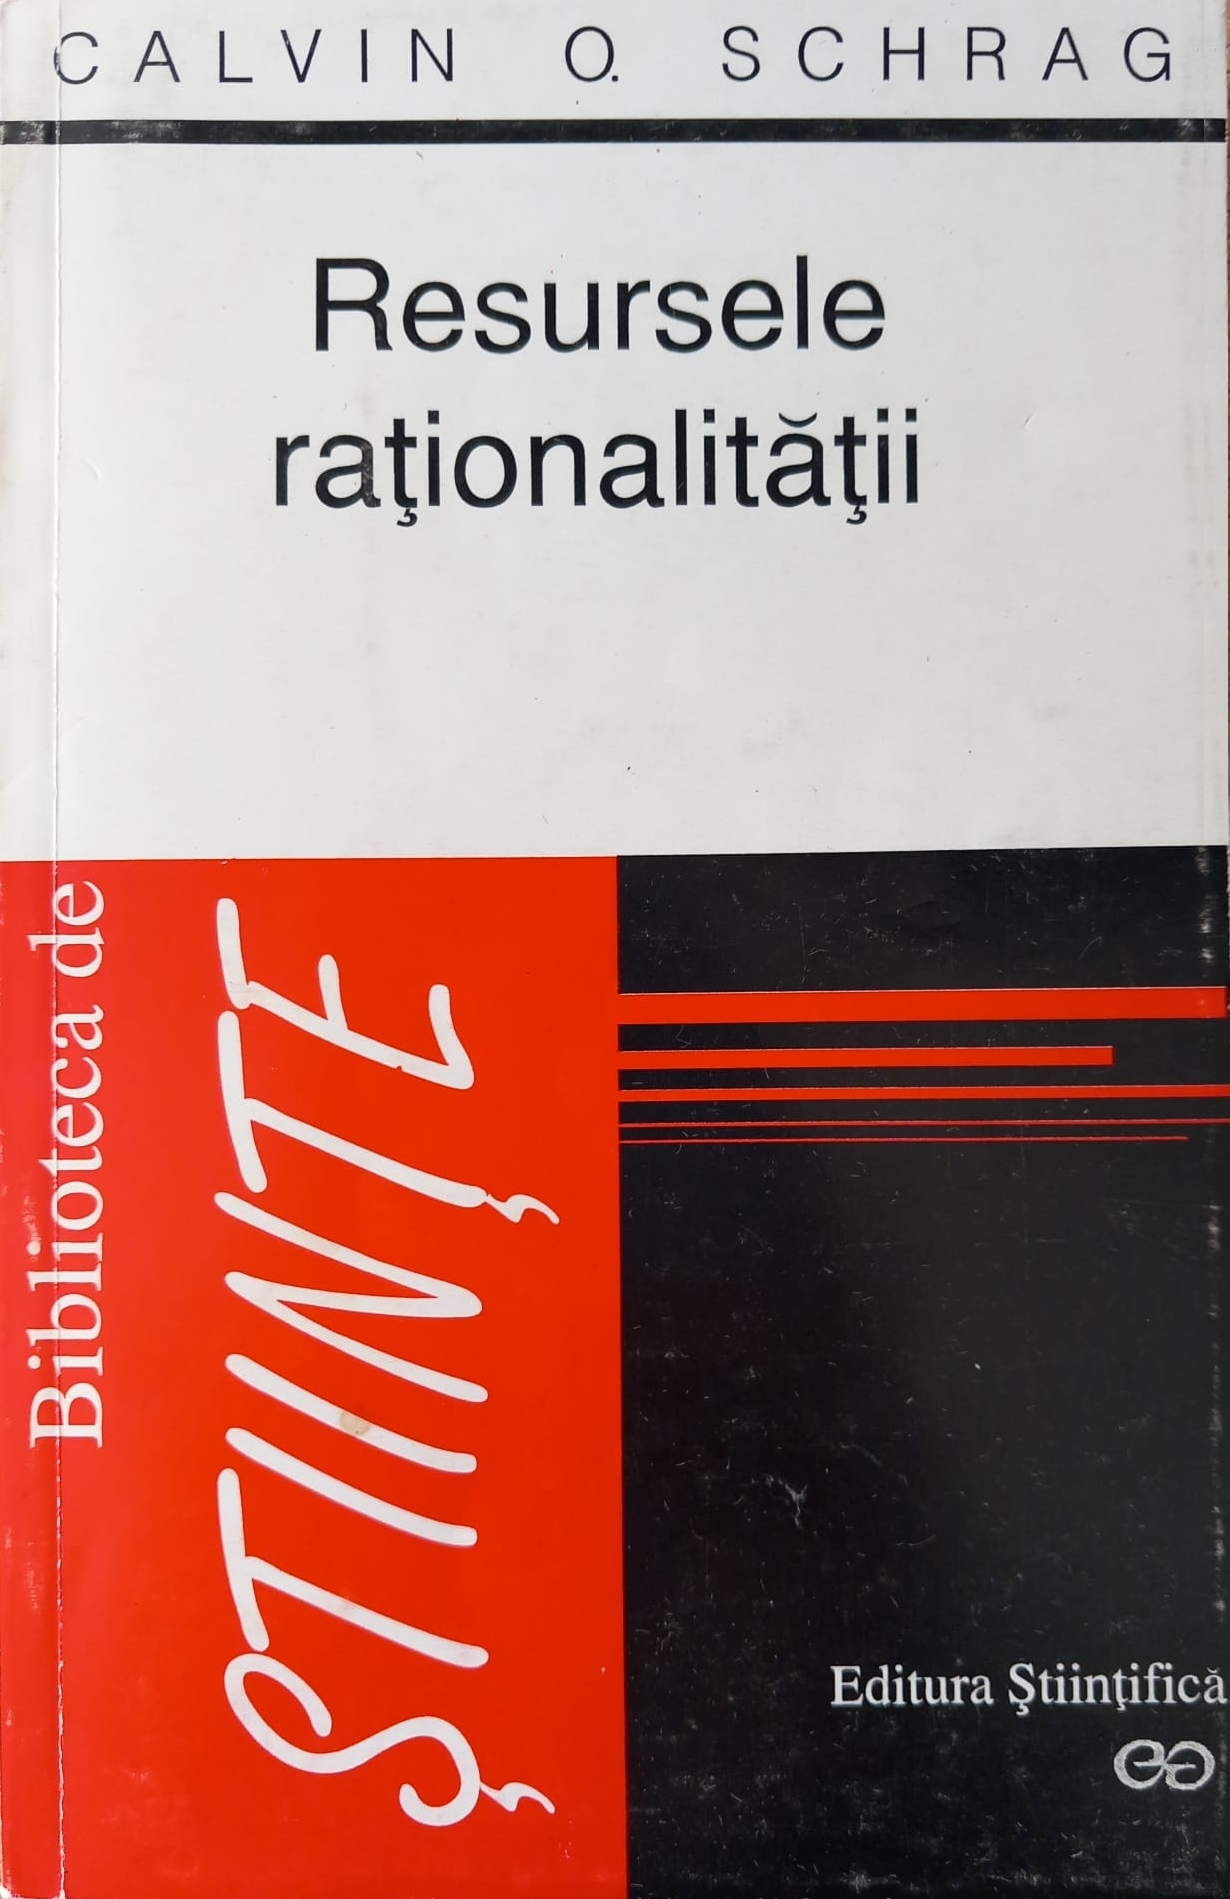 CALVIN O. SCHRAG
Resursele
raţionalităţii
Biblioteca de
ŞTIINŢE
Editura Ştiinţifică